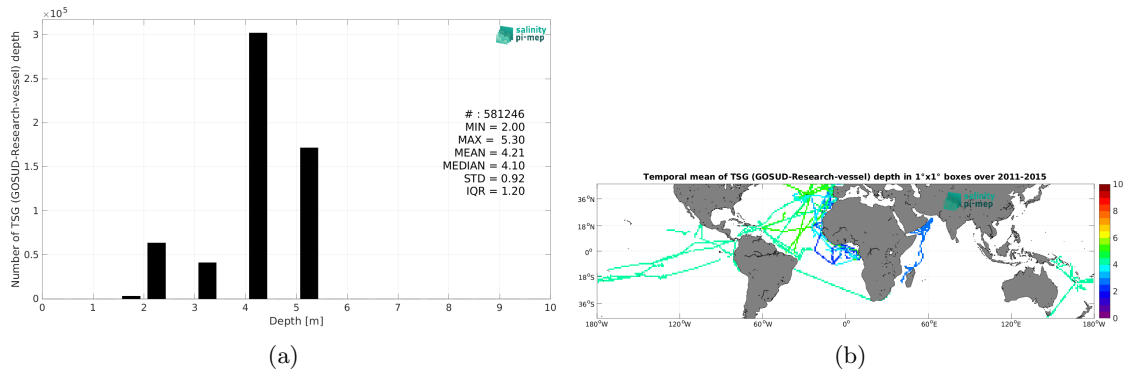 ×10⁵
3
2.5
2
1.5
1
0.5
0
Number of TSG (GOSUD-Research-vessel) depth
salinity
pi-mep
# : 581246
MIN = 2.00
MAX = 5.30
MEAN = 4.21
MEDIAN = 4.10
STD = 0.92
IQR = 1.20
0 1 2 3 4 5 6 7 8 9 10
Depth [m]
(a)
Temporal mean of TSG (GOSUD-Research-vessel) depth in 1°x1° boxes over 2011-2015
salinity
pi-mep
36°N
18°N
0°
18°S
36°S
180°W 120°W 60°W 0° 60°E 120°E 180°W
10
8
6
4
2
0
(b)